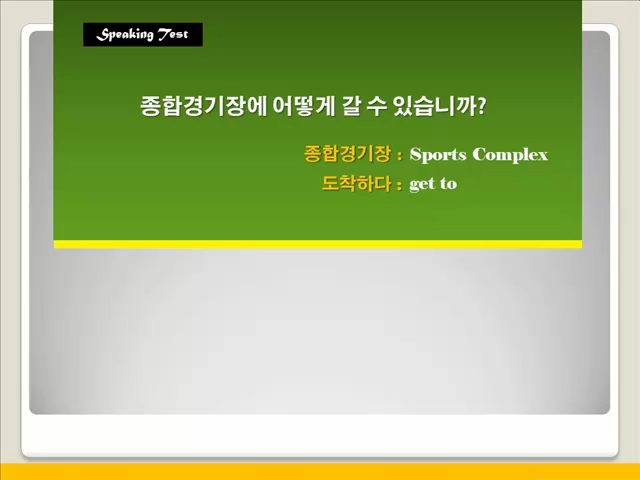 Speaking Test
종합경기장에 어떻게 갈 수 있습니까?
종합경기장 : Sports Complex
도착하다 : get to